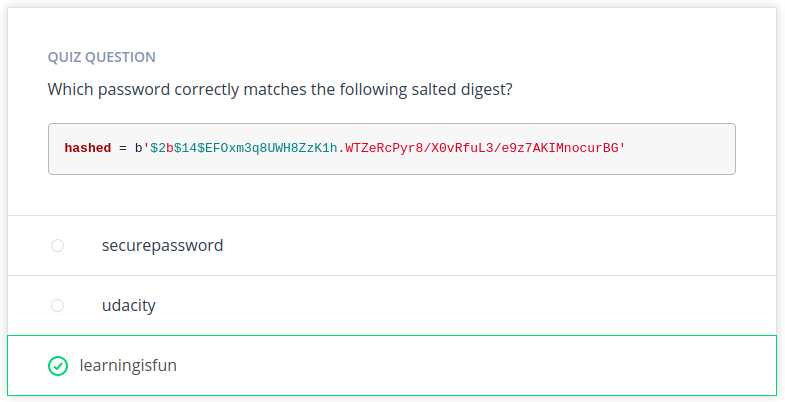 QUIZ QUESTION
Which password correctly matches the following salted digest?
hashed = b'$2b$14$EFOxm3q8UWH8ZzK1h.WTZeRcPyr8/X0vRfuL3/e9z7AKIMnocurBG'
securepassword
udacity
learningisfun